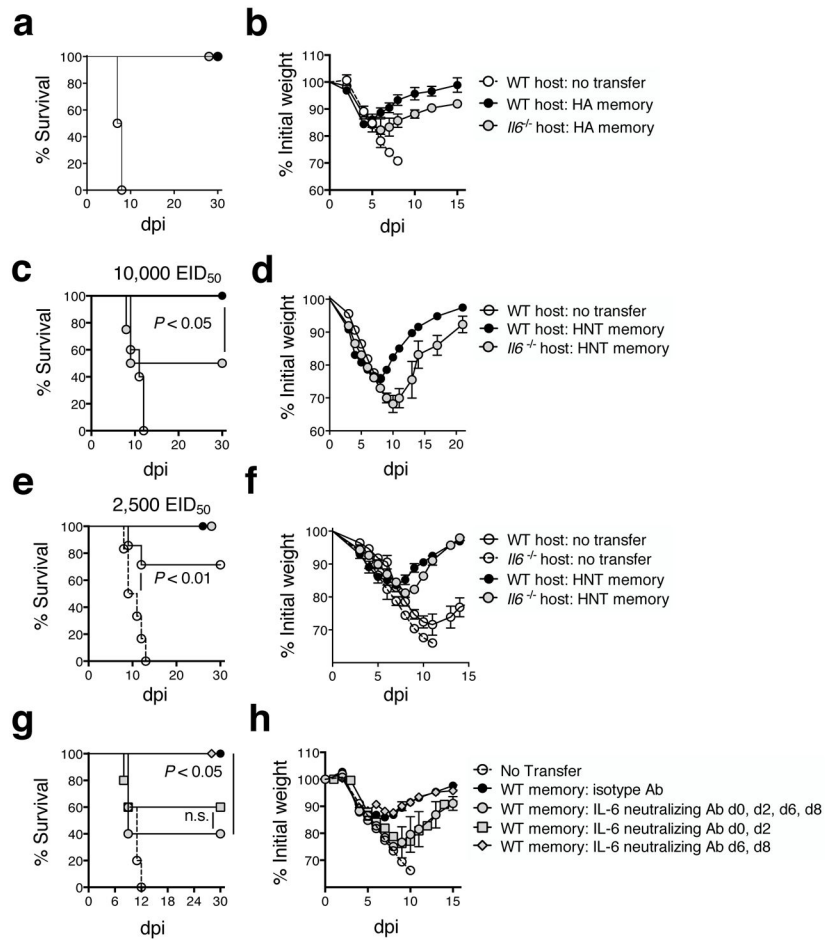 a
% Survival
100
80
60
40
20
0
0 10 20 30
dpi
b
% Initial weight
110
100
90
80
70
60
0 5 10 15
dpi
WT host: no transfer
WT host: HA memory
Il6-/- host: HA memory
c
10,000 EID50
% Survival
100
80
60
40
20
0
P < 0.05
0 10 20 30
dpi
d
% Initial weight
100
90
80
70
60
0 5 10 15 20
dpi
WT host: no transfer
WT host: HNT memory
Il6 -/- host: HNT memory
e
2,500 EID50
% Survival
100
80
60
40
20
0
P < 0.01
0 10 20 30
dpi
f
% Initial weight
100
90
80
70
0 5 10 15
dpi
WT host: no transfer
Il6 -/- host: no transfer
WT host: HNT memory
Il6 -/- host: HNT memory
g
% Survival
100
80
60
40
20
0
P < 0.05
n.s.
0 6 12 18 24 30
dpi
h
% Initial weight
110
100
90
80
70
60
0 5 10 15
dpi
No Transfer
WT memory: isotype Ab
WT memory: IL-6 neutralizing Ab d0, d2, d6, d8
WT memory: IL-6 neutralizing Ab d0, d2
WT memory: IL-6 neutralizing Ab d6, d8